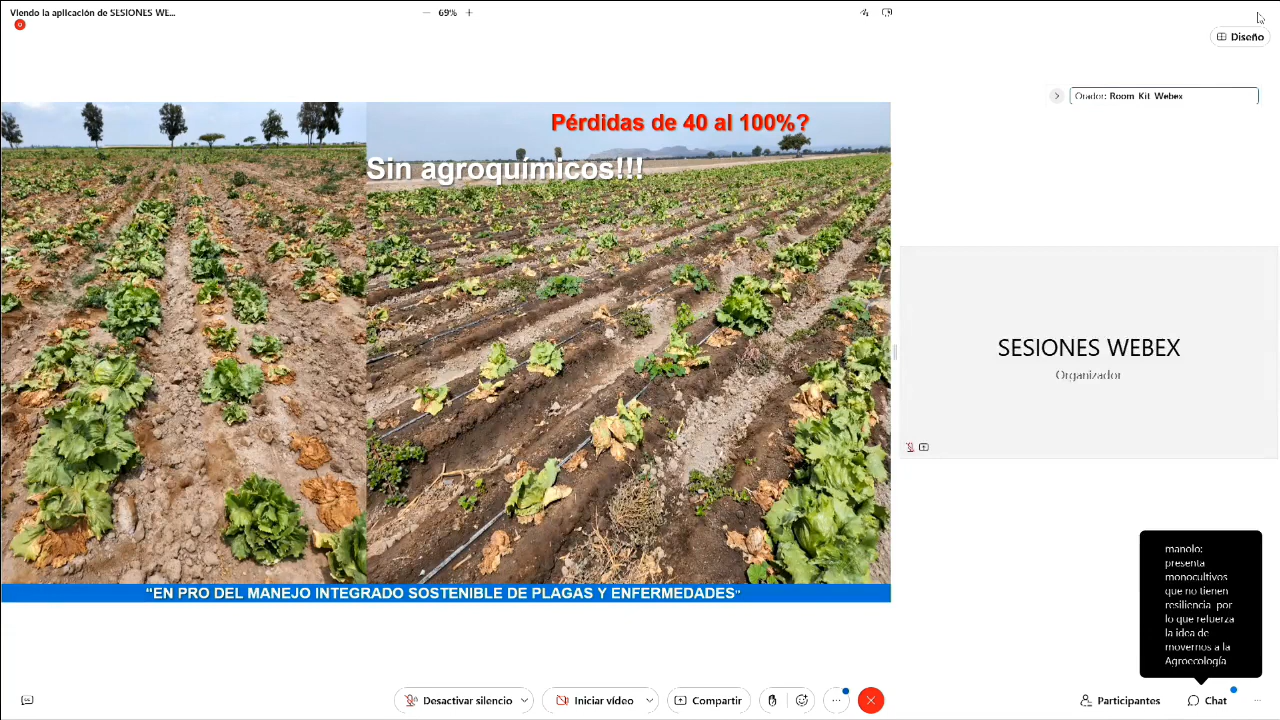 Viendo la aplicación de SESIONES WE...
69%
Diseño
Orador: Room Kit Webex
Pérdidas de 40 al 100%?
Sin agroquímicos!!!
SESIONES WEBEX
Organizador
manolo:
presenta
monocultivos
que no tienen
resiliencia por
lo que refuerza
la idea de
movernos a la
Agroecología
“EN PRO DEL MANEJO INTEGRADO SOSTENIBLE DE PLAGAS Y ENFERMEDADES”
Desactivar silencio
Iniciar vídeo
Compartir
Participantes
Chat